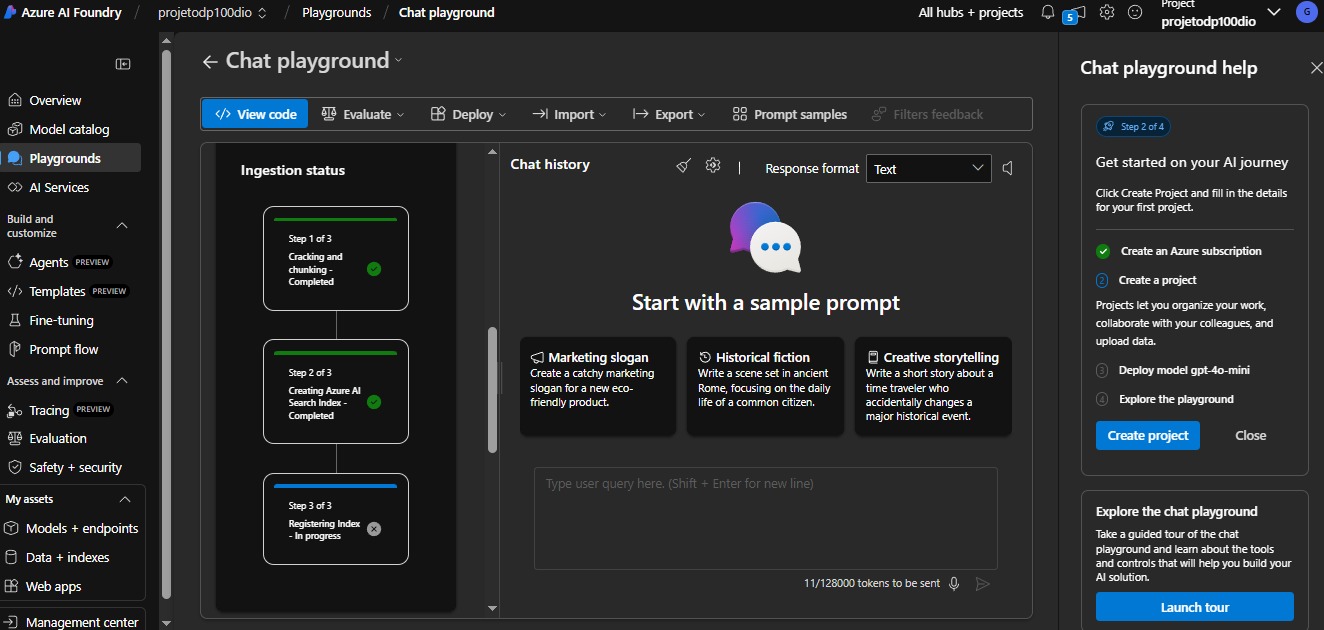 Azure AI Foundry / projetodp100dio / Playgrounds / Chat playground
All hubs + projects
5
Project
projetodp100dio
G
Overview
Model catalog
Playgrounds
AI Services
Build and
customize
Agents PREVIEW
Templates PREVIEW
Fine-tuning
Prompt flow
Assess and improve
Tracing PREVIEW
Evaluation
Safety + security
My assets
Models + endpoints
Data + indexes
Web apps
Management center
Chat playground
View code
Evaluate
Deploy
Import
Export
Prompt samples
Filters feedback
Ingestion status
Step 1 of 3
Cracking and
chunking -
Completed
Step 2 of 3
Creating Azure AI
Search Index -
Completed
Step 3 of 3
Registering Index
- In progress
Chat history
Response format
Text
Start with a sample prompt
Marketing slogan
Create a catchy marketing
slogan for a new eco-
friendly product.
Historical fiction
Write a scene set in ancient
Rome, focusing on the daily
life of a common citizen.
Creative storytelling
Write a short story about a
time traveler who
accidentally changes a
major historical event.
Type user query here. (Shift + Enter for new line)
11/128000 tokens to be sent
Chat playground help
Step 2 of 4
Get started on your AI journey
Click Create Project and fill in the details
for your first project.
Create an Azure subscription
2 Create a project
Projects let you organize your work,
collaborate with your colleagues, and
upload data.
3 Deploy model gpt-4o-mini
4 Explore the playground
Create project
Close
Explore the chat playground
Take a guided tour of the chat
playground and learn about the tools
and controls that will help you build your
AI solution.
Launch tour